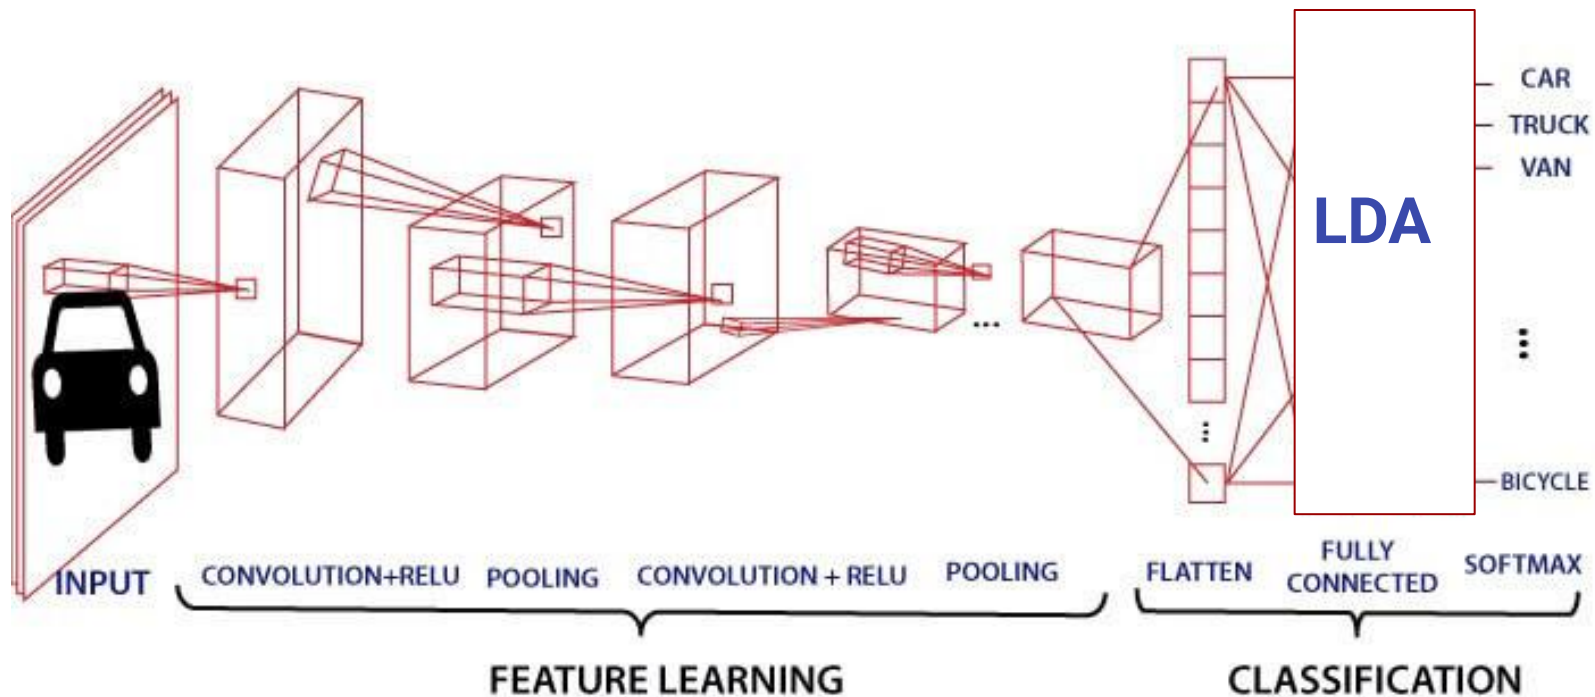 CAR
TRUCK
VAN
LDA
...
...
...
BICYCLE
INPUT
CONVOLUTION+RELU
POOLING
CONVOLUTION + RELU
POOLING
FLATTEN
FULLY
CONNECTED
SOFTMAX
FEATURE LEARNING
CLASSIFICATION